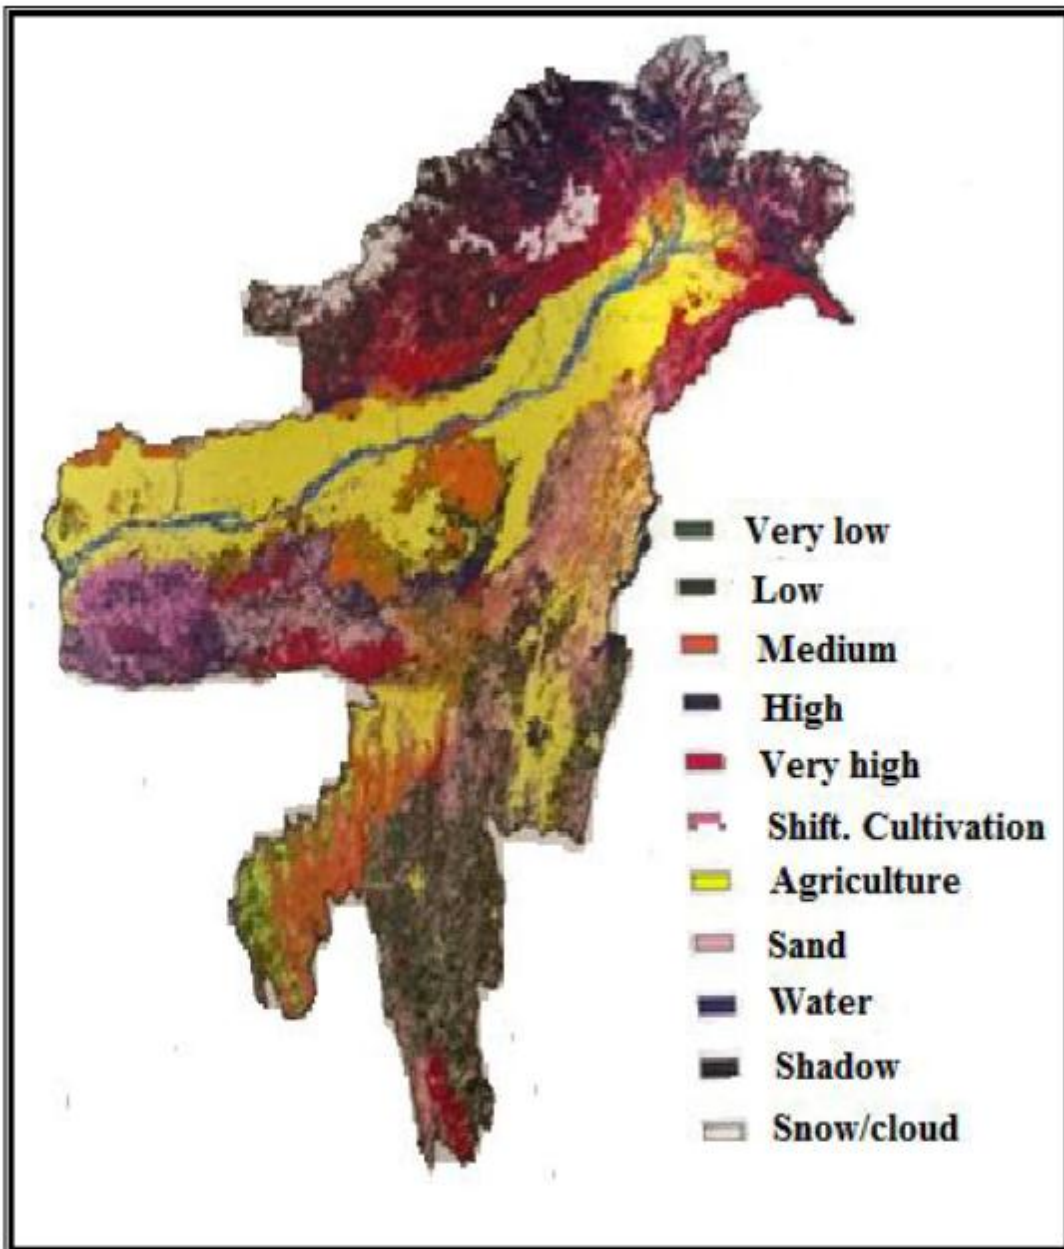 Very low
Low
Medium
High
Very high
Shift. Cultivation
Agriculture
Sand
Water
Shadow
Snow/cloud